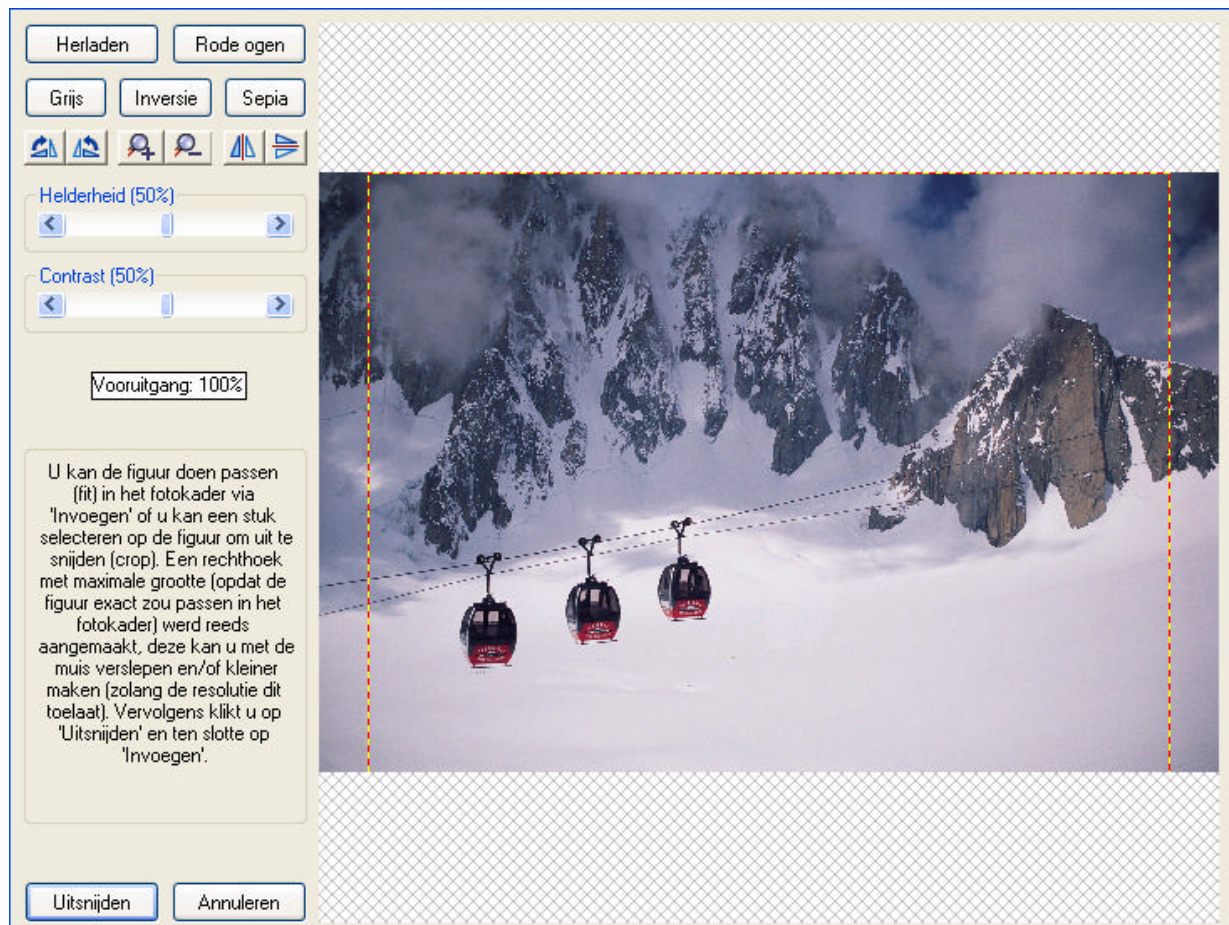 Herladen
Rode ogen
Grijs
Inversie
Sepia
Helderheid (50%)
Contrast (50%)
Vooruitgang: 100%
U kan de figuur doen passen
(fit) in het fotokader via
'Invoegen' of u kan een stuk
selecteren op de figuur om uit te
snijden (crop). Een rechthoek
met maximale grootte (opdat de
figuur exact zou passen in het
fotokader) werd reeds
aangemaakt, deze kan u met de
muis verslepen en/of kleiner
maken (zolang de resolutie dit
toelaat). Vervolgens klikt u op
'Uitsnijden' en ten slotte op
'Invoegen'.
Uitsnijden
Annuleren